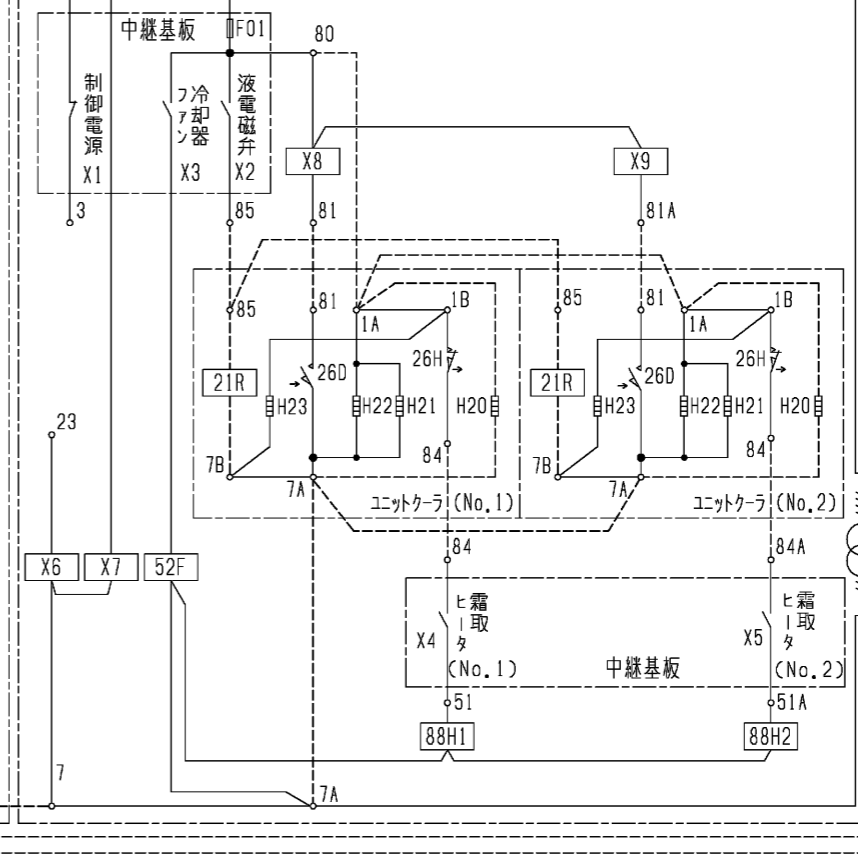 中継基板
F01
80
制御電源
X1
冷却器
ファン
X3
液電磁弁
X2
X8
X9
3
85
81
81A
85
81
1A
1B
85
81
1A
1B
21R
H23
26D
H22
H21
26H
H20
21R
H23
26D
H22
H21
26H
H20
23
7B
7A
84
7B
7A
84
ユニットクーラ (No.1)
ユニットクーラ (No.2)
84
84A
X6
X7
52F
霜取
ヒータ
(No.1)
X4
中継基板
霜取
ヒータ
(No.2)
X5
51
51A
88H1
88H2
7
7A